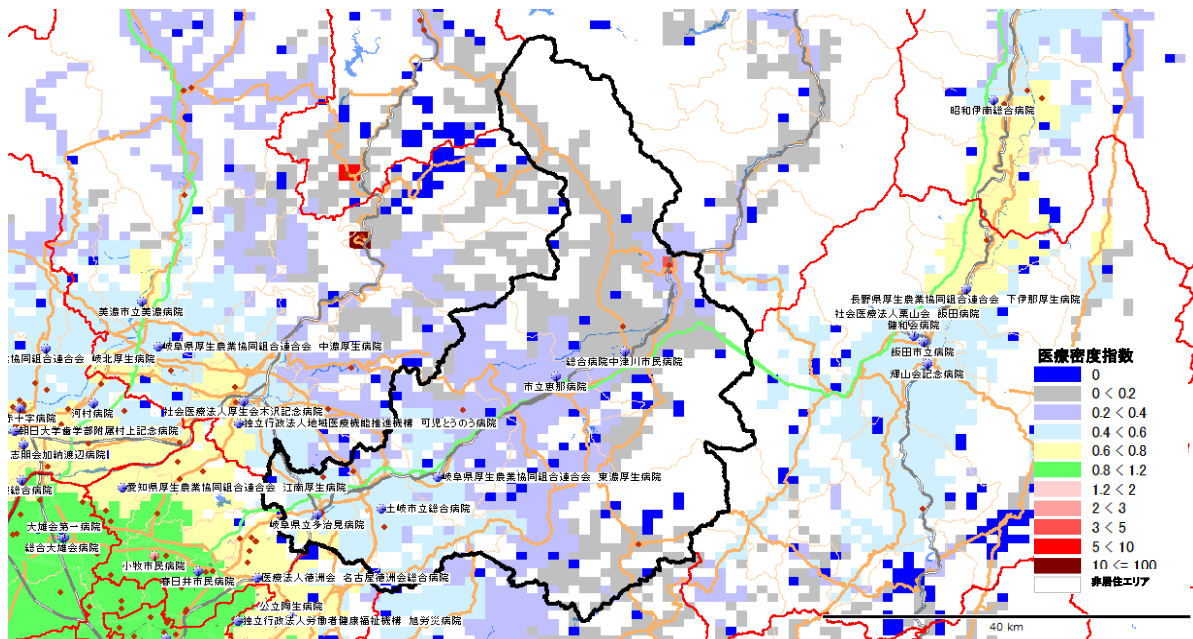 昭和伊南総合病院
長野県厚生農業協同組合連合会 下伊那厚生病院
社会医療法人栗山会 飯田病院
健和会病院
飯田市立病院
輝山会記念病院
美濃市立美濃病院
岐阜県厚生農業協同組合連合会 中濃厚生病院
協同組合連合会 岐北厚生病院
総合病院中津川市民病院
市立恵那病院
河村病院
社会医療法人厚生会木沢記念病院
赤十字病院
独立行政法人地域医療機能推進機構 可児とうのう病院
朝日大学歯学部附属村上記念病院
志朋会加納渡辺病院
総合病院
岐阜県厚生農業協同組合連合会 東濃厚生病院
愛知県厚生農業協同組合連合会 江南厚生病院
土岐市立総合病院
岐阜県立多治見病院
大雄会第一病院
総合大雄会病院
小牧市民病院
春日井市民病院
医療法人徳洲会 名古屋徳洲会総合病院
公立陶生病院
独立行政法人労働者健康福祉機構 旭労災病院
医療密度指数
0
0 < 0.2
0.2 < 0.4
0.4 < 0.6
0.6 < 0.8
0.8 < 1.2
1.2 < 2
2 < 3
3 < 5
5 < 10
10 <= 100
非居住エリア
40 km